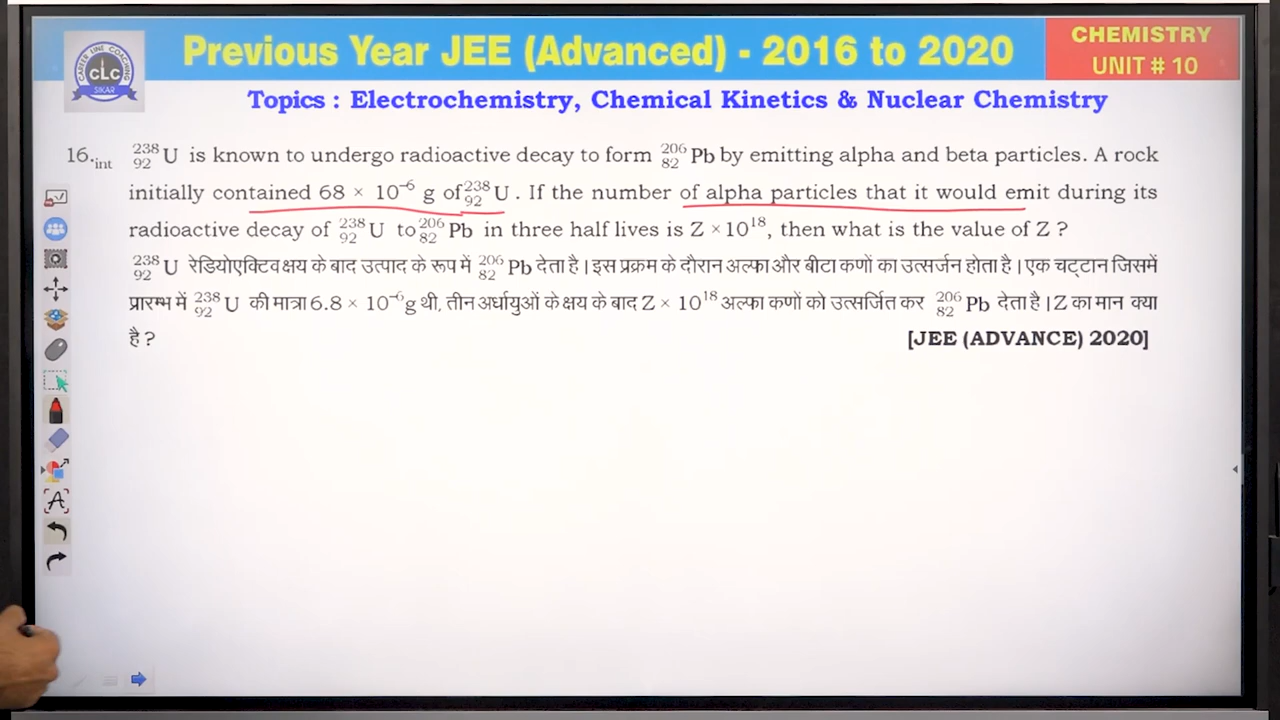 Previous Year JEE (Advanced) - 2016 to 2020
CHEMISTRY
UNIT # 10
CAREER LINE COACHING
CLC
SIKAR
Topics : Electrochemistry, Chemical Kinetics & Nuclear Chemistry
16.int ²³⁸₉₂U is known to undergo radioactive decay to form ²⁰⁶₈₂Pb by emitting alpha and beta particles. A rock
initially contained 68 × 10⁻⁶ g of ²³⁸₉₂U . If the number of alpha particles that it would emit during its
radioactive decay of ²³⁸₉₂U to ²⁰⁶₈₂Pb in three half lives is Z × 10¹⁸, then what is the value of Z ?
²³⁸₉₂U रेडियोएक्टिव क्षय के बाद उत्पाद के रूप में ²⁰⁶₈₂Pb देता है। इस प्रक्रम के दौरान अल्फा और बीटा कणों का उत्सर्जन होता है। एक चट्टान जिसमें
प्रारम्भ में ²³⁸₉₂U की मात्रा 6.8 × 10⁻⁶g थी, तीन अर्धायुओं के क्षय के बाद Z × 10¹⁸ अल्फा कणों को उत्सर्जित कर ²⁰⁶₈₂Pb देता है। Z का मान क्या
है ?
[JEE (ADVANCE) 2020]